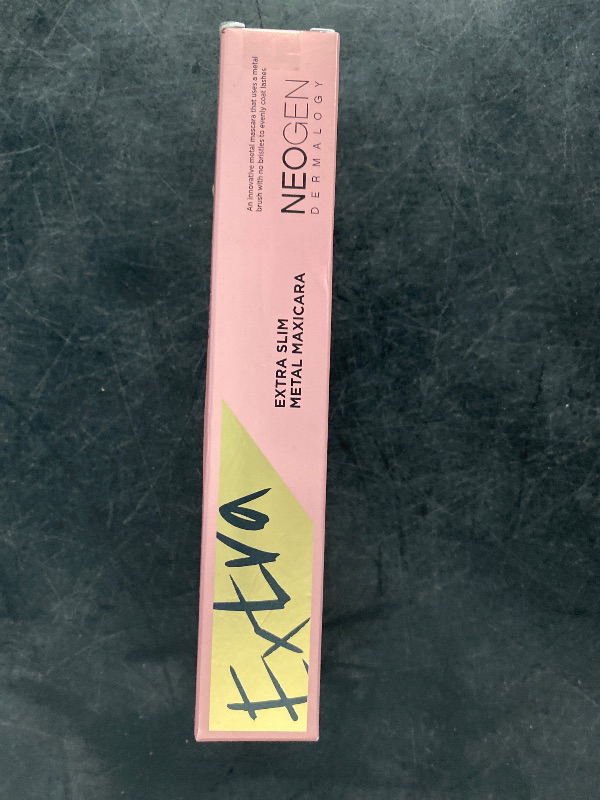 An innovative metal mascara that uses a metal
brush with no bristles to evenly coat lashes
NEOGEN
DERMALOGY
EXTRA SLIM
METAL MAXICARA
Extra